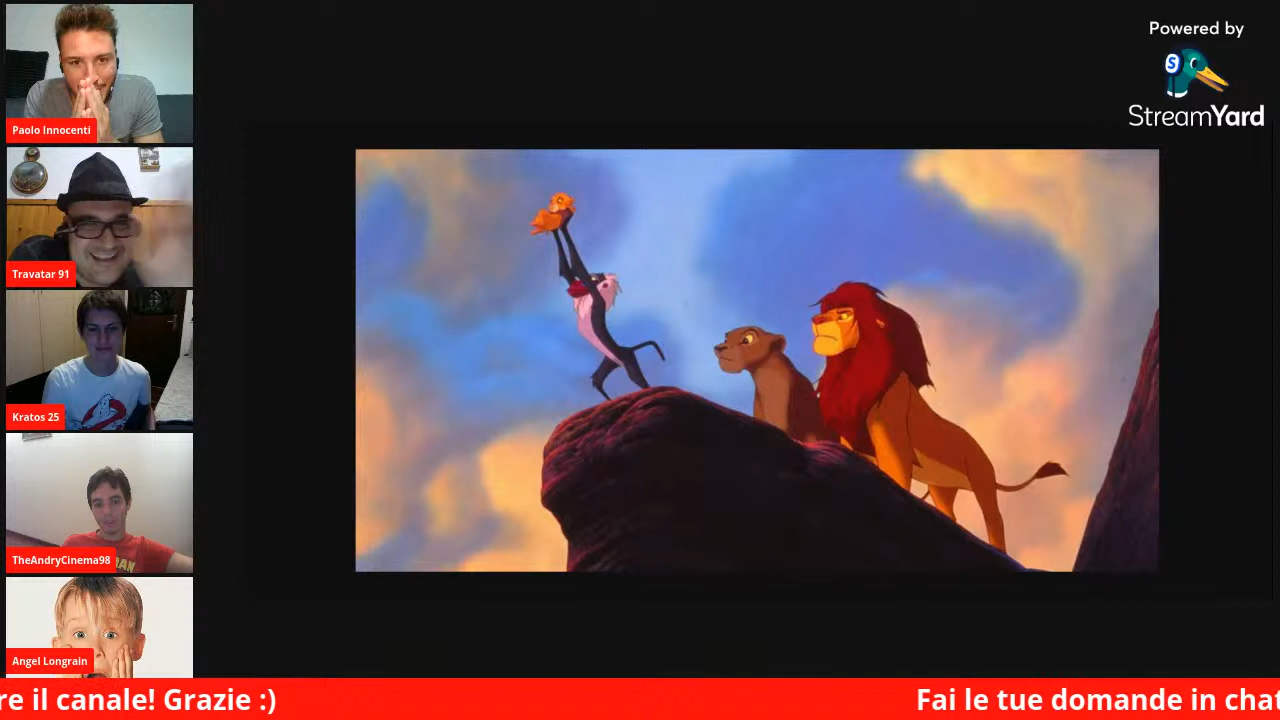 Powered by
S
StreamYard
Paolo Innocenti
Travatar 91
Kratos 25
TheAndryCinema98
Angel Longrain
re il canale! Grazie :)
Fai le tue domande in chat